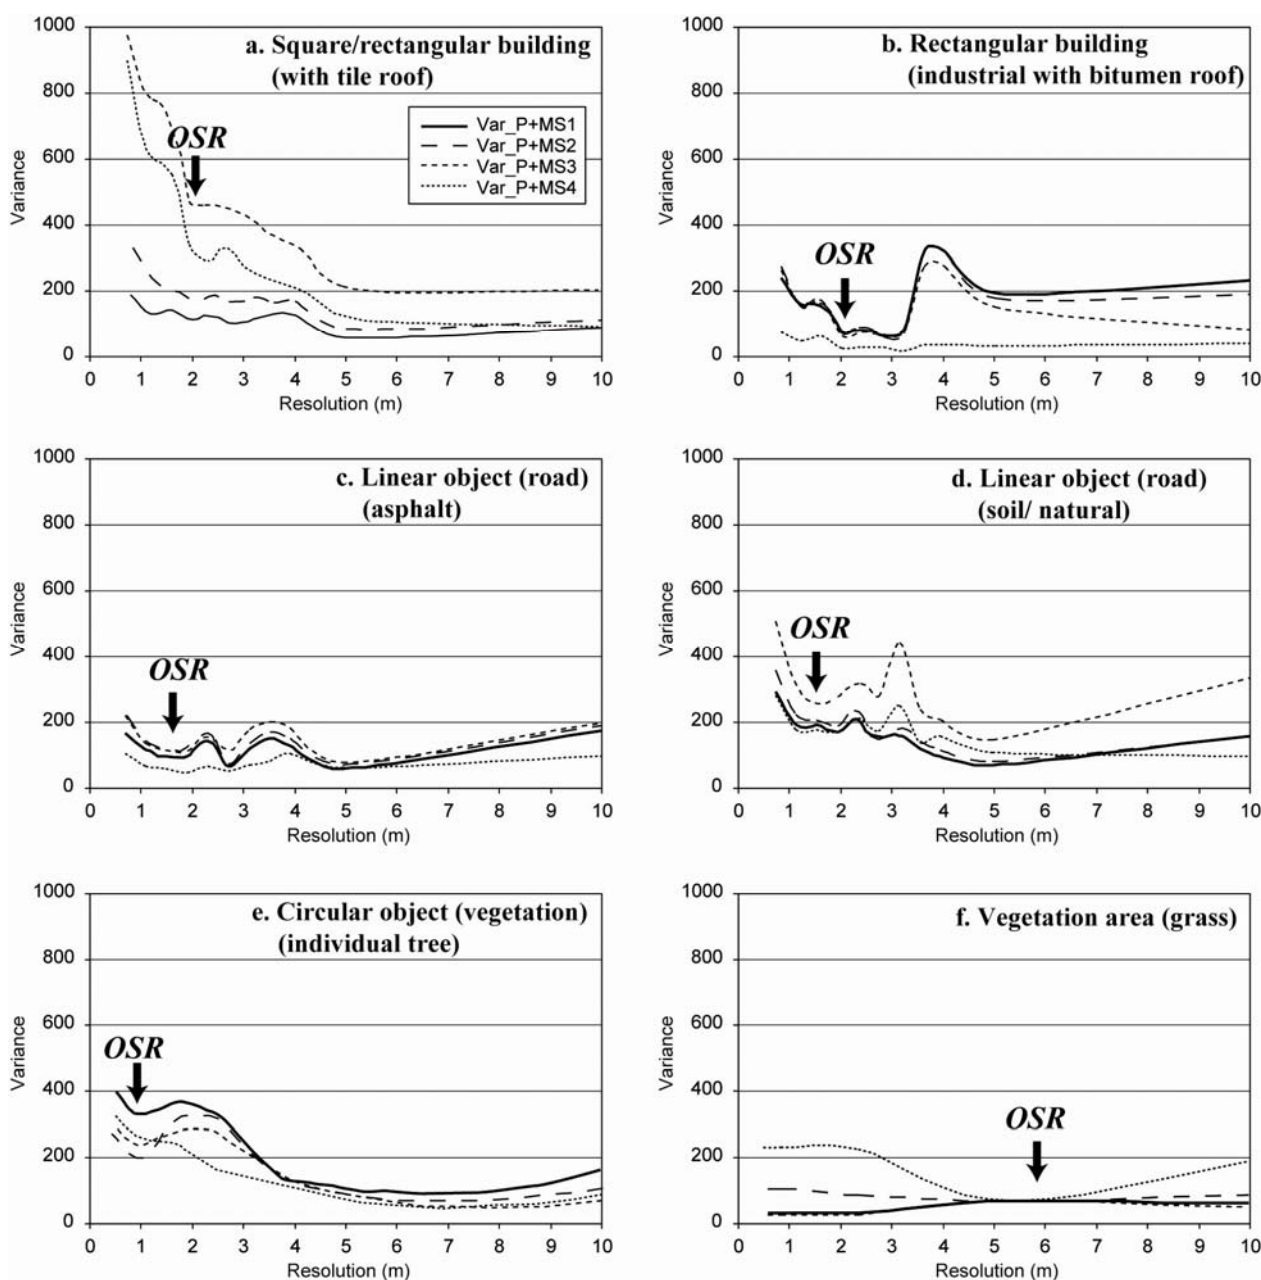 a. Square/rectangular building
(with tile roof)
1000
800
600
400
200
0
Variance
OSR
Var_P+MS1
Var_P+MS2
Var_P+MS3
Var_P+MS4
0 1 2 3 4 5 6 7 8 9 10
Resolution (m)
b. Rectangular building
(industrial with bitumen roof)
1000
800
600
400
200
0
Variance
OSR
0 1 2 3 4 5 6 7 8 9 10
Resolution (m)
c. Linear object (road)
(asphalt)
1000
800
600
400
200
0
Variance
OSR
0 1 2 3 4 5 6 7 8 9 10
Resolution (m)
d. Linear object (road)
(soil/ natural)
1000
800
600
400
200
0
Variance
OSR
0 1 2 3 4 5 6 7 8 9 10
Resolution (m)
e. Circular object (vegetation)
(individual tree)
1000
800
600
400
200
0
Variance
OSR
0 1 2 3 4 5 6 7 8 9 10
Resolution (m)
f. Vegetation area (grass)
1000
800
600
400
200
0
Variance
OSR
0 1 2 3 4 5 6 7 8 9 10
Resolution (m)